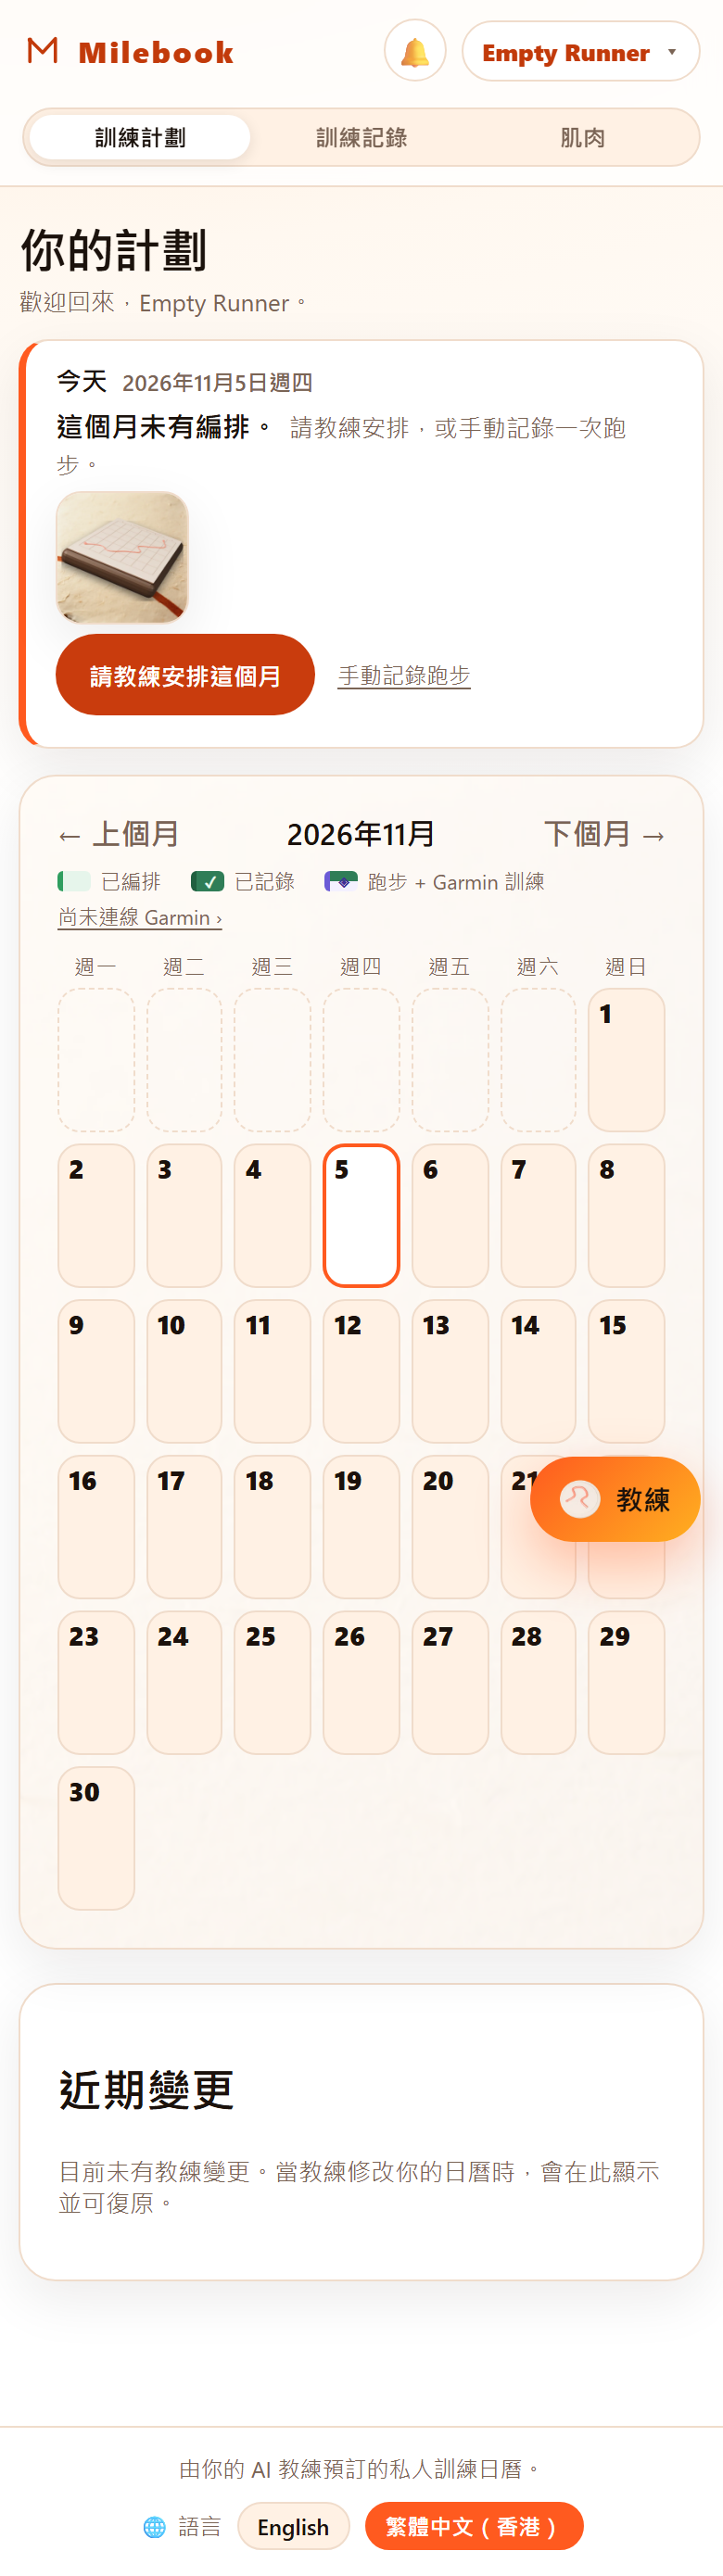 Milebook
Empty Runner
訓練計劃 訓練記錄 肌肉
你的計劃
歡迎回來，Empty Runner。
今天 2026年11月5日週四
這個月未有編排。 請教練安排，或手動記錄一次跑
步。
請教練安排這個月 手動記錄跑步
← 上個月 2026年11月 下個月 →
已編排 已記錄 跑步 + Garmin 訓練
尚未連線 Garmin ›
週一 週二 週三 週四 週五 週六 週日
1
2 3 4 5 6 7 8
9 10 11 12 13 14 15
16 17 18 19 20 21
教練
23 24 25 26 27 28 29
30
近期變更
目前未有教練變更。當教練修改你的日曆時，會在此顯示
並可復原。
由你的 AI 教練預訂的私人訓練日曆。
語言 English 繁體中文（香港）